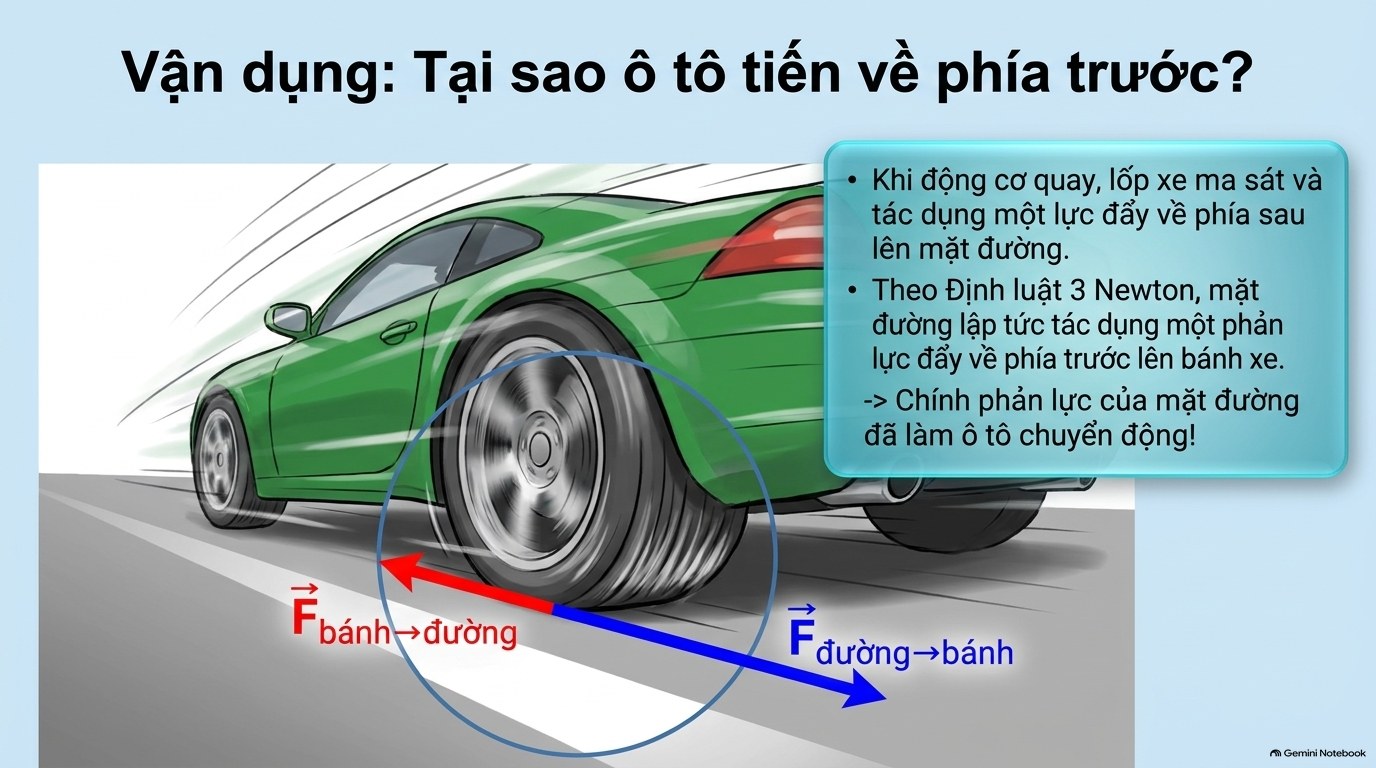 Vận dụng: Tại sao ô tô tiến về phía trước?
• Khi động cơ quay, lốp xe ma sát và
tác dụng một lực đẩy về phía sau
lên mặt đường.
• Theo Định luật 3 Newton, mặt
đường lập tức tác dụng một phản
lực đẩy về phía trước lên bánh xe.
-> Chính phản lực của mặt đường
đã làm ô tô chuyển động!
F⃗ bánh→đường
F⃗ đường→bánh
Gemini Notebook